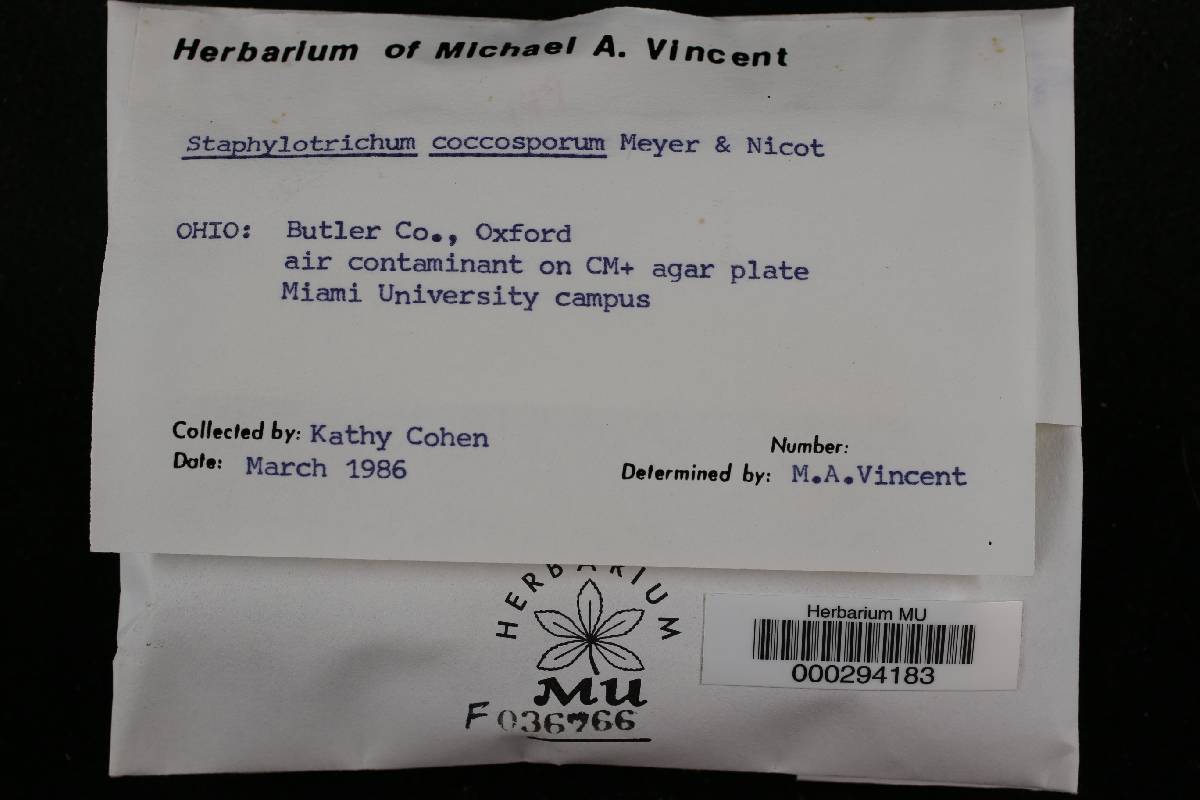 Herbarium of Michael A. Vincent
Staphylotrichum coccosporum Meyer & Nicot
OHIO: Butler Co., Oxford
air contaminant on CM+ agar plate
Miami University campus
Collected by: Kathy Cohen
Number:
Date: March 1986
Determined by: M.A.Vincent
HERBARIUM
MU
F036766
Herbarium MU
000294183